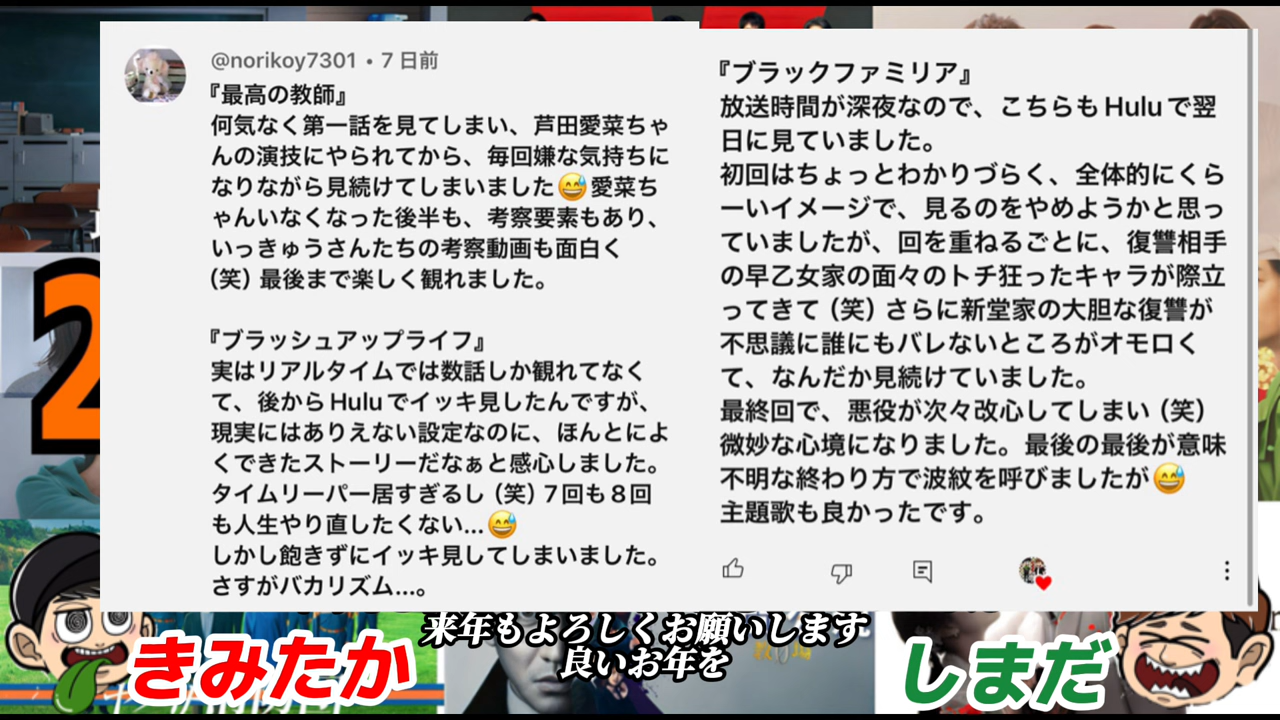 @norikoy7301・7 日前
『最高の教師』
何気なく第一話を見てしまい、芦田愛菜ちゃ
んの演技にやられてから、毎回嫌な気持ちに
なりながら見続けてしまいました😅愛菜ち
ゃんいなくなった後半も、考察要素もあり、
いっきゅうさんたちの考察動画も面白く
（笑）最後まで楽しく観れました。
『ブラッシュアップライフ』
実はリアルタイムでは数話しか観れてなく
て、後からHuluでイッキ見したんですが、
現実にはありえない設定なのに、ほんとによ
くできたストーリーだなぁと感心しました。
タイムリーパー居すぎるし（笑）７回も８回
も人生やり直したくない…😅
しかし飽きずにイッキ見してしまいました。
さすがバカリズム…。
『ブラックファミリア』
放送時間が深夜なので、こちらもHuluで翌
日に見ていました。
初回はちょっとわかりづらく、全体的にくら
ーいイメージで、見るのをやめようかと思っ
ていましたが、回を重ねるごとに、復讐相手
の早乙女家の面々のトチ狂ったキャラが際立
ってきて（笑）さらに新堂家の大胆な復讐が
不思議に誰にもバレないところがオモロく
て、なんだか見続けていました。
最終回で、悪役が次々改心してしまい（笑）
微妙な心境になりました。最後の最後が意味
不明な終わり方で波紋を呼びましたが😅
主題歌も良かったです。
2
来年もよろしくお願いします
良いお年を
きみたか
しまだ